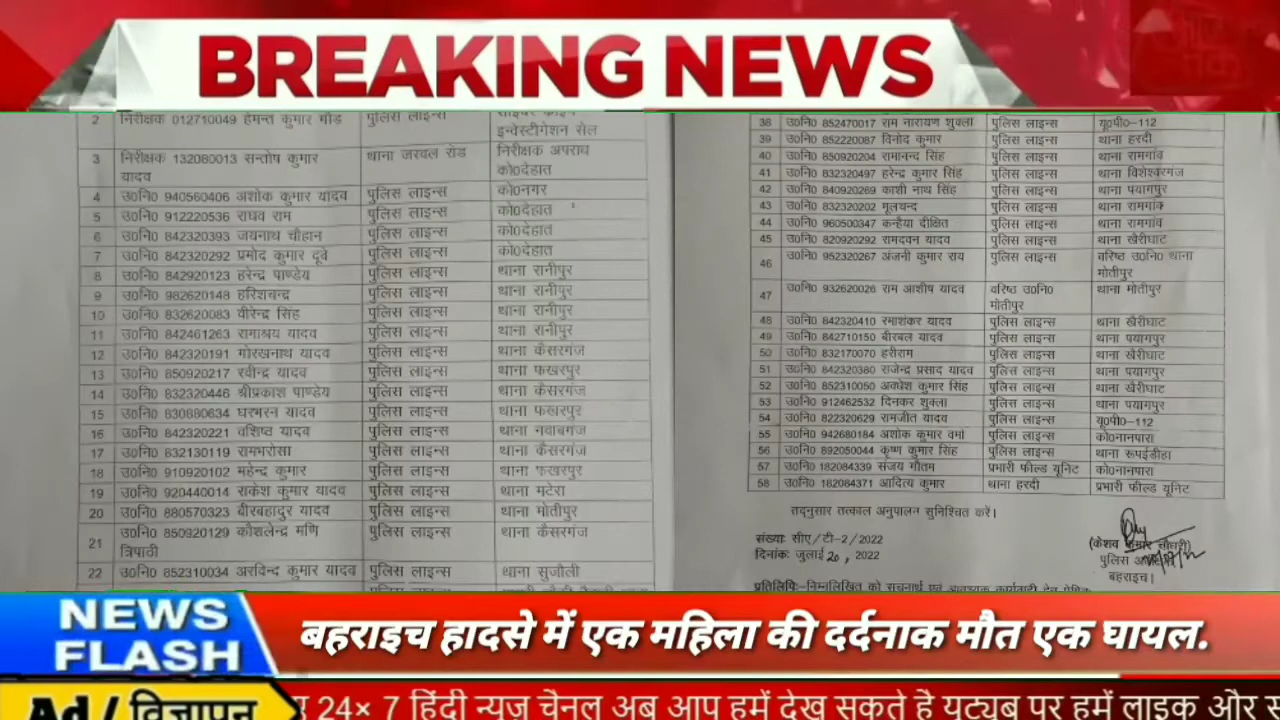 BREAKING NEWS
2 निरीक्षक 012710049 हेमन्त कुमार गौड पुलिस लाइन्स साइबर क्राइम
इन्वेस्टीगेशन सेल
3 निरीक्षक 132080013 सन्तोष कुमार थाना जरवल रोड निरीक्षक अपराध
यादव को0देहात
4 उ0नि0 940560406 अशोक कुमार यादव पुलिस लाइन्स को0नगर
5 उ0नि0 912220536 राघव राम पुलिस लाइन्स को0देहात
6 उ0नि0 842320393 जयनाथ चौहान पुलिस लाइन्स को0देहात
7 उ0नि0 842320292 प्रमोद कुमार दूवे पुलिस लाइन्स को0देहात
8 उ0नि0 842920123 हरेन्द्र पाण्डेय पुलिस लाइन्स थाना रानीपुर
9 उ0नि0 982620148 हरिशचन्द्र पुलिस लाइन्स थाना रानीपुर
10 उ0नि0 832620083 वीरेन्द्र सिंह पुलिस लाइन्स थाना रानीपुर
11 उ0नि0 842461263 रामाश्रय यादव पुलिस लाइन्स थाना रानीपुर
12 उ0नि0 842320191 गोरखनाथ यादव पुलिस लाइन्स थाना कैसरगंज
13 उ0नि0 850920217 रवीन्द्र यादव पुलिस लाइन्स थाना फखरपुर
14 उ0नि0 832320446 श्रीप्रकाश पाण्डेय पुलिस लाइन्स थाना कैसरगंज
15 उ0नि0 830680634 घरभरन यादव पुलिस लाइन्स थाना फखरपुर
16 उ0नि0 842320221 वशिष्ठ यादव पुलिस लाइन्स थाना नवाबगंज
17 उ0नि0 832130119 रामभरोसा पुलिस लाइन्स थाना कैसरगंज
18 उ0नि0 910920102 महेन्द्र कुमार पुलिस लाइन्स थाना फखरपुर
19 उ0नि0 920440014 राकेश कुमार यादव पुलिस लाइन्स थाना मटेरा
20 उ0नि0 880570323 बीरबहादुर यादव पुलिस लाइन्स थाना मोतीपुर
21 उ0नि0 850920129 कौशलेन्द्र मणि पुलिस लाइन्स थाना कैसरगंज
त्रिपाठी
22 उ0नि0 852310034 अरविन्द कुमार यादव पुलिस लाइन्स थाना सुजौली
38 उ0नि0 852470017 राम नारायण शुक्ला पुलिस लाइन्स यू0पी0-112
39 उ0नि0 852220087 विनोद कुमार पुलिस लाइन्स थाना हरदी
40 उ0नि0 850920204 रामानन्द सिंह पुलिस लाइन्स थाना रामगांव
41 उ0नि0 832320497 हरेन्द्र कुमार सिंह पुलिस लाइन्स थाना विशेश्वरगंज
42 उ0नि0 840920269 काशी नाथ सिंह पुलिस लाइन्स थाना पयागपुर
43 उ0नि0 832320202 मूलचन्द पुलिस लाइन्स थाना रामगांव
44 उ0नि0 960500347 कन्हैया दीक्षित पुलिस लाइन्स थाना रामगांव
45 उ0नि0 820920292 रामदवन यादव पुलिस लाइन्स थाना खैरीघाट
46 उ0नि0 952320267 अंजनी कुमार राय पुलिस लाइन्स वरिष्ठ उ0नि0 थाना
मोतीपुर
47 उ0नि0 932620026 राम आशीष यादव वरिष्ठ उ0नि0 थाना मोतीपुर
मोतीपुर
48 उ0नि0 842320410 रमाशंकर यादव पुलिस लाइन्स थाना खैरीघाट
49 उ0नि0 842710150 बीरबल यादव पुलिस लाइन्स थाना पयागपुर
50 उ0नि0 832170070 हरीराम पुलिस लाइन्स थाना खैरीघाट
51 उ0नि0 842320380 राजेन्द्र प्रसाद यादव पुलिस लाइन्स थाना पयागपुर
52 उ0नि0 852310050 अवधेश कुमार सिंह पुलिस लाइन्स थाना खैरीघाट
53 उ0नि0 912462532 दिनकर शुक्ला पुलिस लाइन्स थाना पयागपुर
54 उ0नि0 822320629 रामजीत यादव पुलिस लाइन्स यू0पी0-112
55 उ0नि0 942680184 अशोक कुमार वर्मा पुलिस लाइन्स को0नानपारा
56 उ0नि0 892050044 कृष्ण कुमार सिंह पुलिस लाइन्स थाना रूपईडीहा
57 उ0नि0 182084339 संजय गौतम प्रभारी फील्ड यूनिट को0नानपारा
58 उ0नि0 182084371 आदित्य कुमार थाना हरदी प्रभारी फील्ड यूनिट
तद्नुसार तत्काल अनुपालन सुनिश्चित करें।
संख्याः सीए/टी-2/2022
दिनांकः जुलाई 20, 2022
(केशव कुमार चौधरी)
पुलिस
बहराइच।
प्रतिलिपिः-निम्नलिखित को सूचनार्थ एवं आवश्यक कार्यवाही हेतु प्रेषित
NEWS
FLASH
बहराइच हादसे में एक महिला की दर्दनाक मौत एक घायल.
Ad / विज्ञापन 24× 7 हिंदी न्यूज़ चैनल अब आप हमें देख सकते है यूट्यूब पर हमें लाइक और